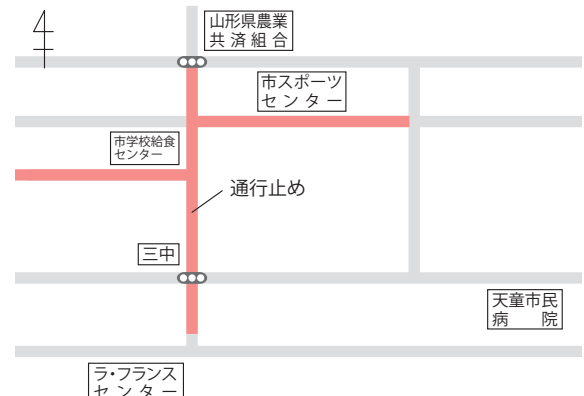 山形県農業
共済組合
市スポーツ
センター
市学校給食
センター
通行止め
三中
天童市民
病院
ラ・フランス
センター